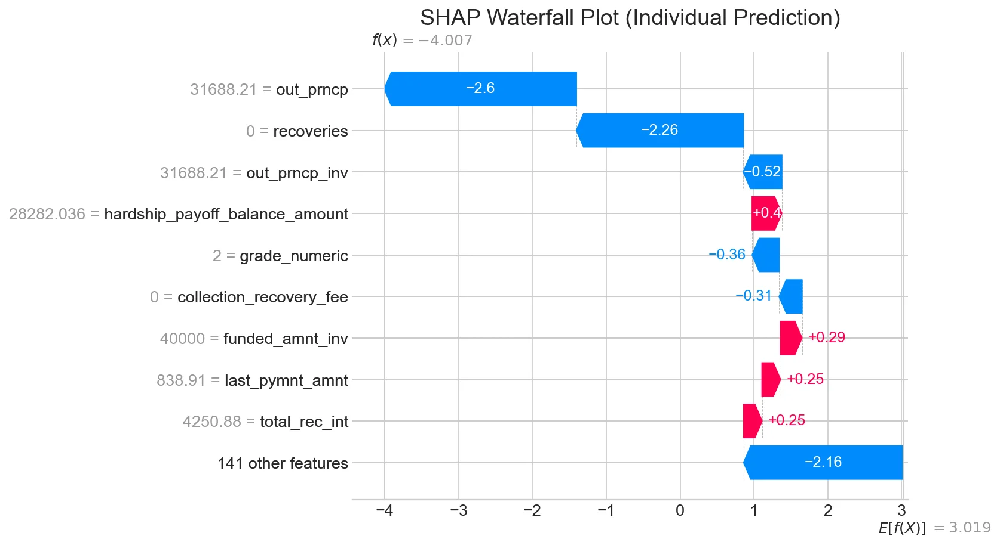 SHAP Waterfall Plot (Individual Prediction)
f(x) = −4.007
31688.21 = out_prncp −2.6
0 = recoveries −2.26
31688.21 = out_prncp_inv −0.52
28282.036 = hardship_payoff_balance_amount +0.4
2 = grade_numeric −0.36
0 = collection_recovery_fee −0.31
40000 = funded_amnt_inv +0.29
838.91 = last_pymnt_amnt +0.25
4250.88 = total_rec_int +0.25
141 other features −2.16
−4 −3 −2 −1 0 1 2 3
E[f(X)] = 3.019